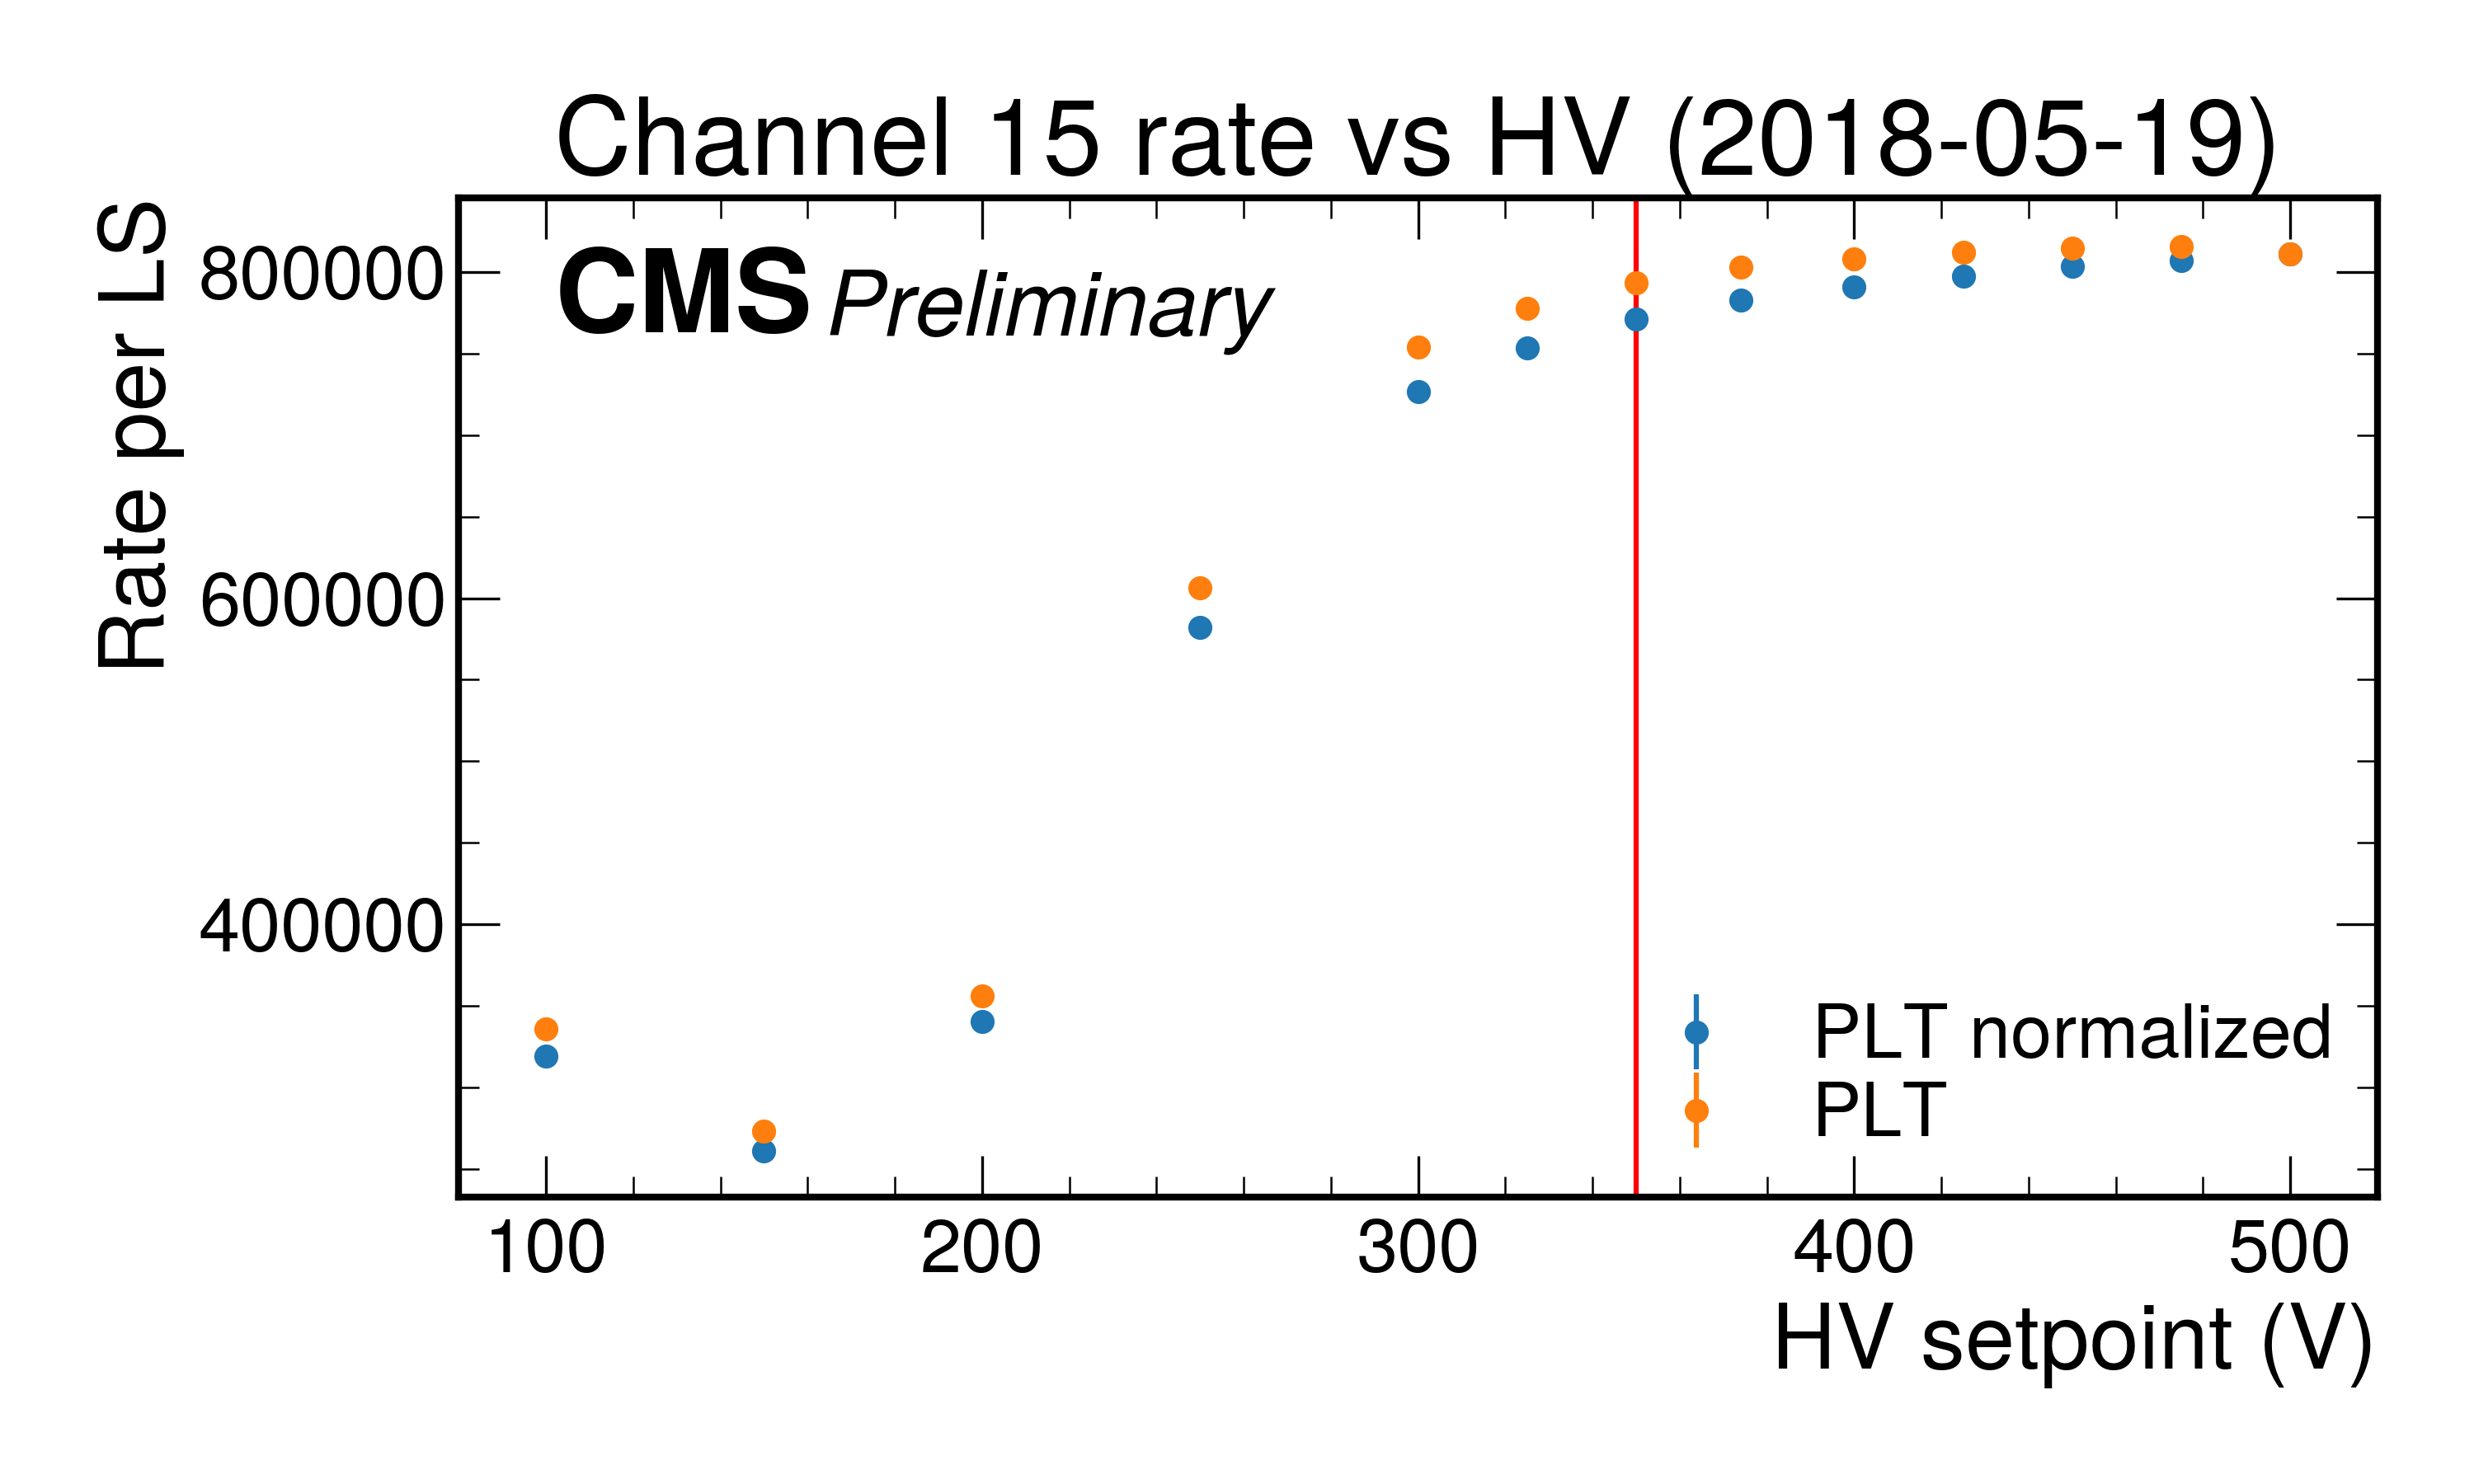 Channel 15 rate vs HV (2018-05-19)
CMS Preliminary
Rate per LS
800000
600000
400000
PLT normalized
PLT
100 200 300 400 500
HV setpoint (V)